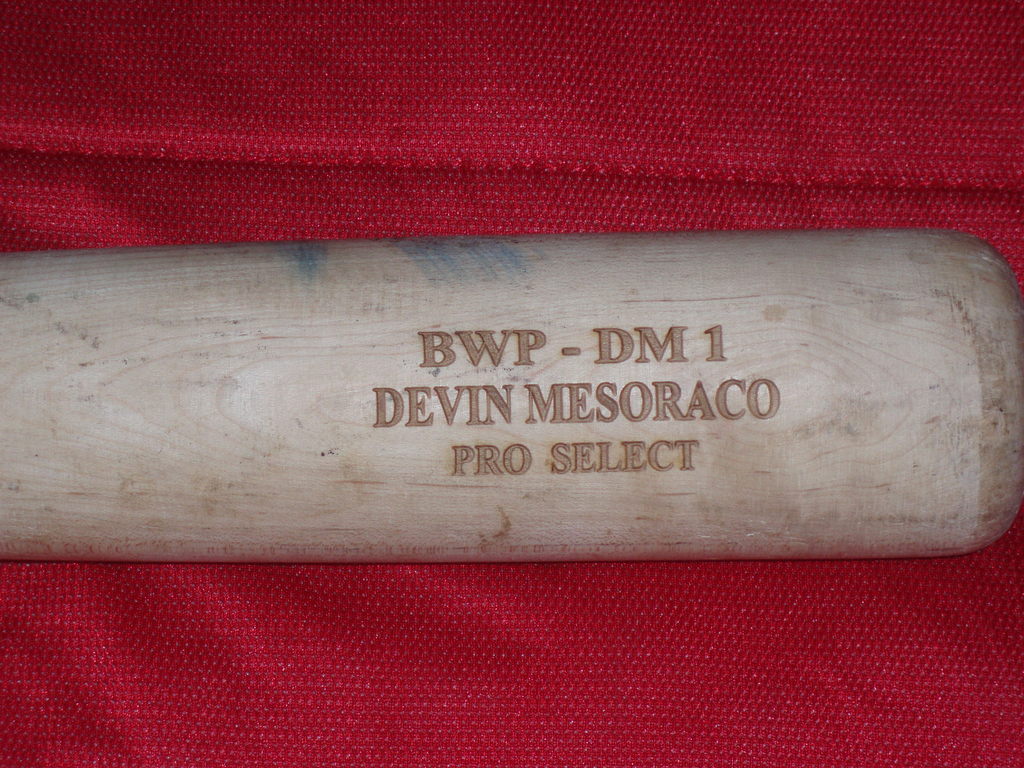 BWP - DM 1
DEVIN MESORACO
PRO SELECT